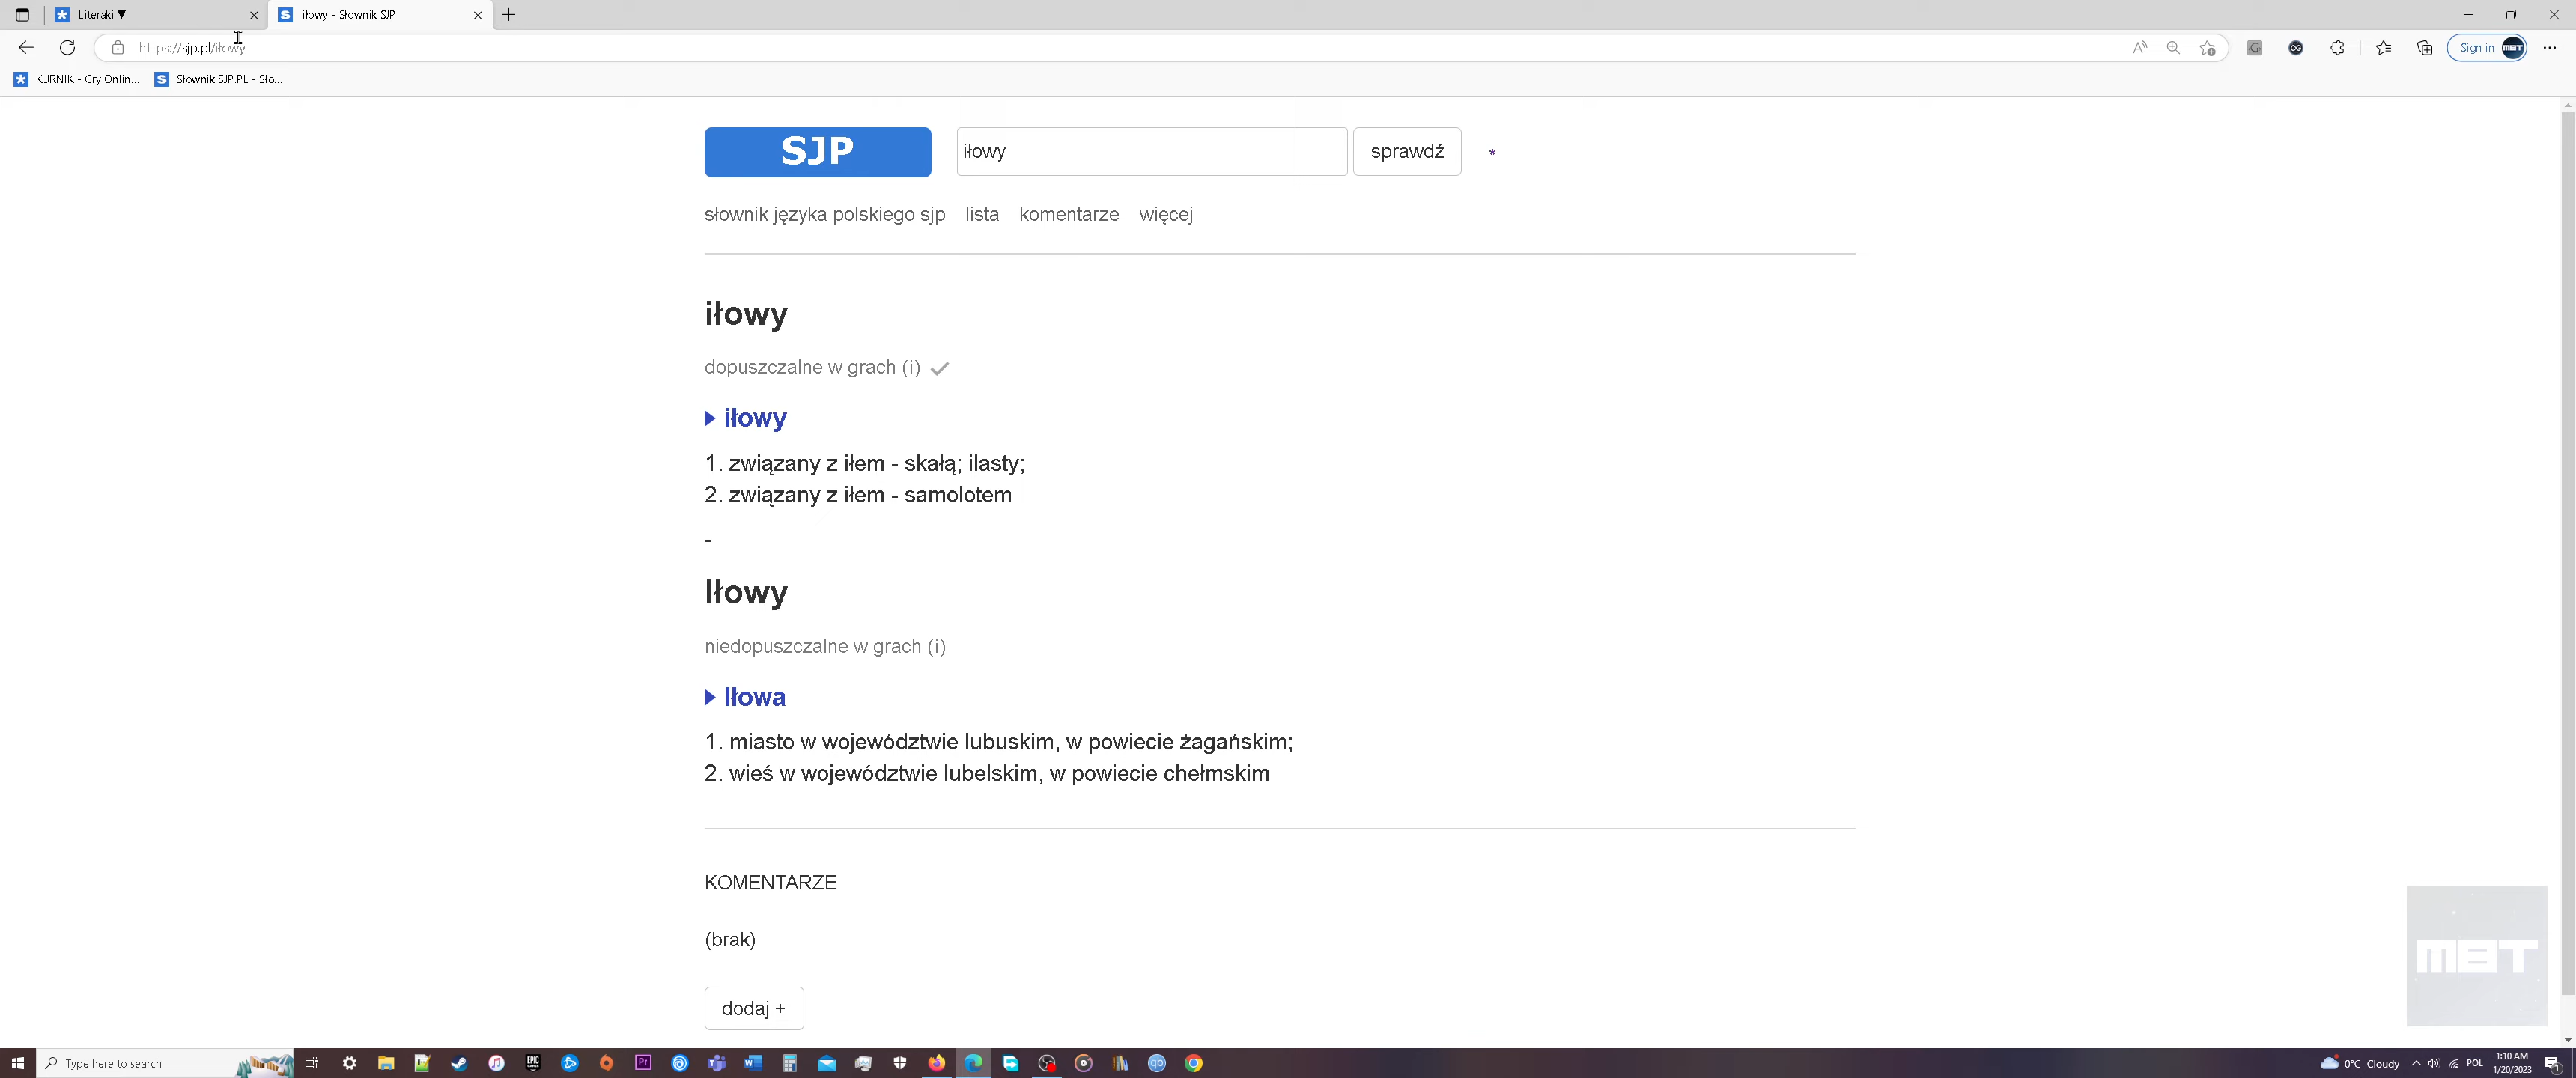 Literaki ▼
iłowy - Słownik SJP
https://sjp.pl/iłowy
Sign in
KURNIK - Gry Onlin...
Słownik SJP.PL - Sło...
SJP
iłowy
sprawdź
*
słownik języka polskiego sjp lista komentarze więcej
iłowy
dopuszczalne w grach (i)
iłowy
1. związany z iłem - skałą; ilasty;
2. związany z iłem - samolotem
-
Iłowy
niedopuszczalne w grach (i)
Iłowa
1. miasto w województwie lubuskim, w powiecie żagańskim;
2. wieś w województwie lubelskim, w powiecie chełmskim
KOMENTARZE
(brak)
MBT
dodaj +
Type here to search
0°C Cloudy
POL
1:10 AM
1/20/2023